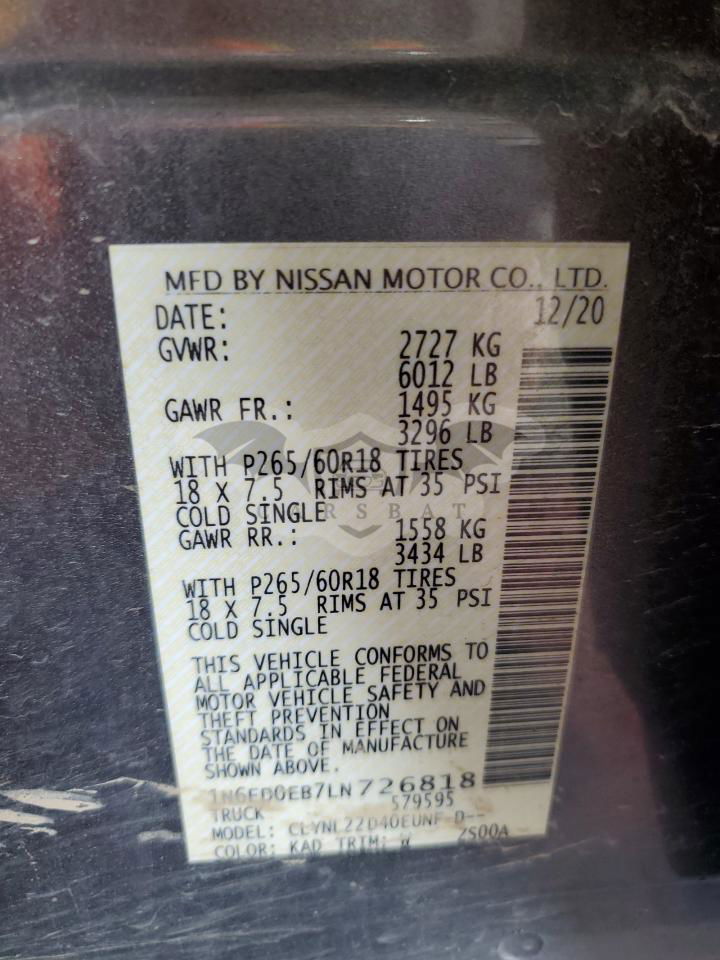 MFD BY NISSAN MOTOR CO., LTD.
DATE: 12/20
GVWR: 2727 KG
6012 LB
GAWR FR.: 1495 KG
3296 LB
WITH P265/60R18 TIRES
18 X 7.5 RIMS AT 35 PSI
COLD SINGLE
GAWR RR.: 1558 KG
3434 LB
WITH P265/60R18 TIRES
18 X 7.5 RIMS AT 35 PSI
COLD SINGLE
THIS VEHICLE CONFORMS TO
ALL APPLICABLE FEDERAL
MOTOR VEHICLE SAFETY AND
THEFT PREVENTION
STANDARDS IN EFFECT ON
THE DATE OF MANUFACTURE
SHOWN ABOVE.
1N6ED0EB7LN726818
TRUCK 579595
MODEL: CLYNL22D40EUNF-D--
COLOR: KAD TRIM: W ZS00A